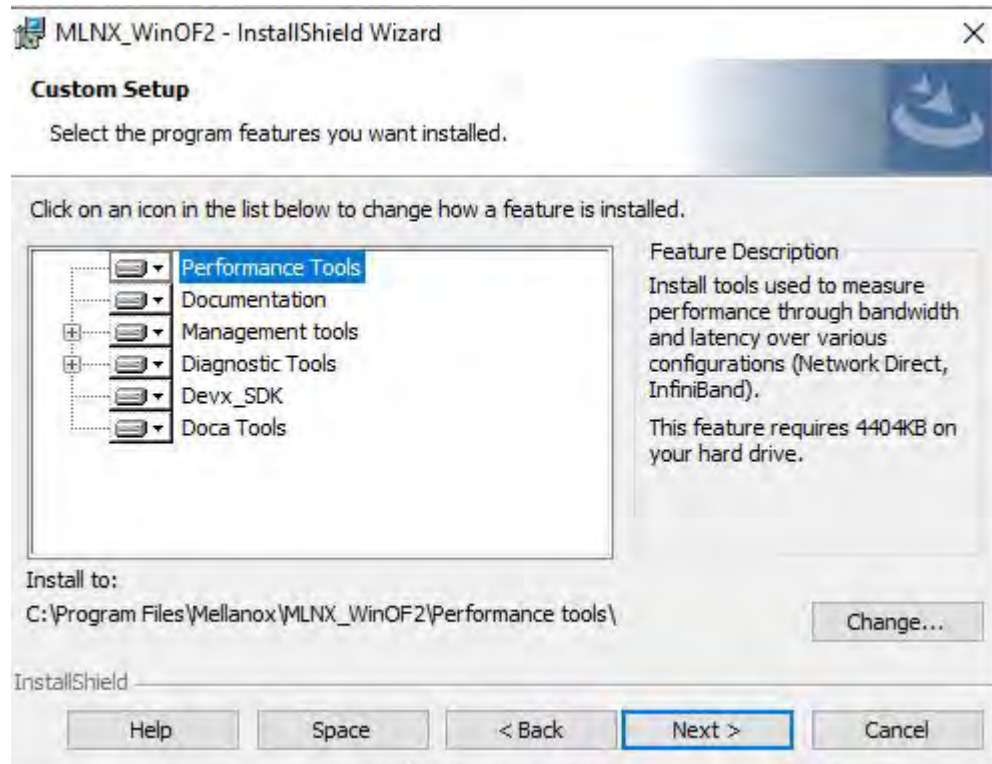 MLNX_WinOF2 - InstallShield Wizard
Custom Setup
Select the program features you want installed.
Click on an icon in the list below to change how a feature is installed.
Performance Tools
Documentation
Management tools
Diagnostic Tools
Devx_SDK
Doca Tools
Feature Description
Install tools used to measure
performance through bandwidth
and latency over various
configurations (Network Direct,
InfiniBand).
This feature requires 4404KB on
your hard drive.
Install to:
C:\Program Files\Mellanox\MLNX_WinOF2\Performance tools\
Change...
InstallShield
Help
Space
< Back
Next >
Cancel